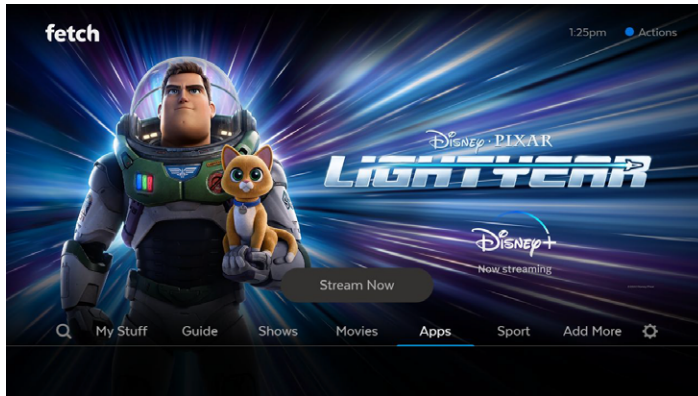 fetch
1:25pm
Actions
Disney · PIXAR
LIGHTYEAR
Disney+
Now streaming
Stream Now
My Stuff
Guide
Shows
Movies
Apps
Sport
Add More